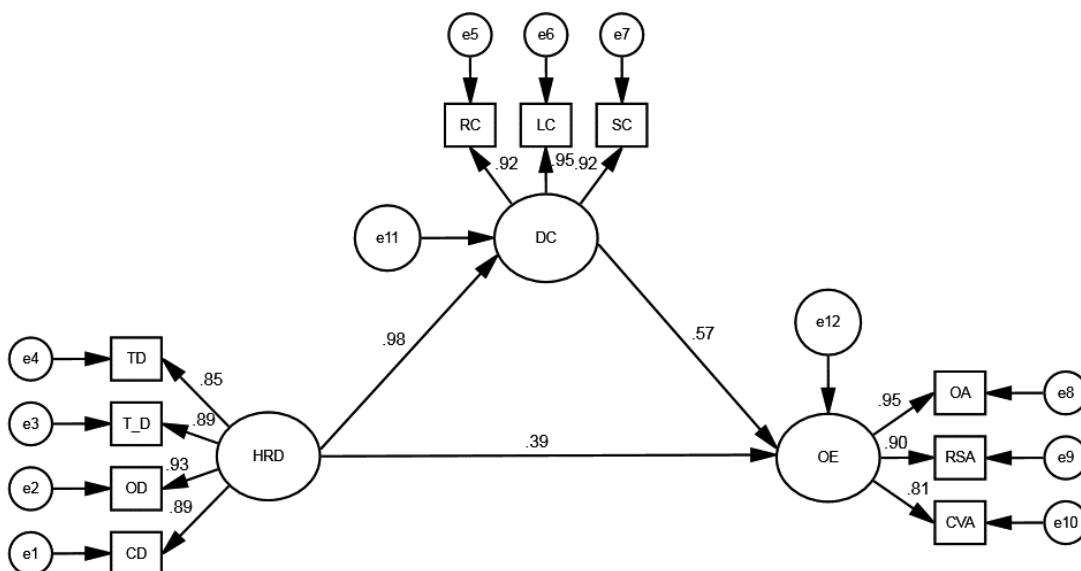 e5
e6
e7
RC
LC
SC
.92
.95
.92
e11
DC
.98
.57
e12
e4
TD
.85
e3
T_D
.89
HRD
.39
OE
.95
OA
e8
.90
RSA
e9
e2
OD
.93
.81
CVA
e10
.89
e1
CD